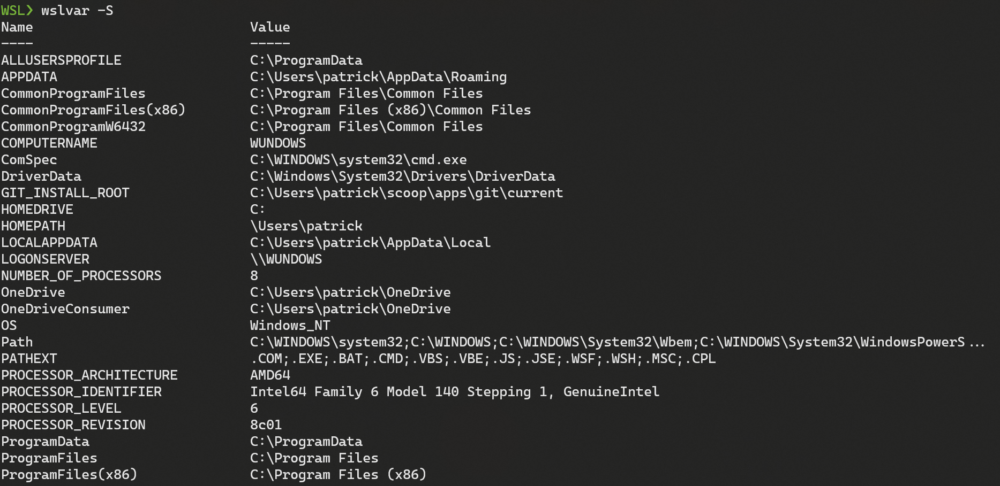 WSL❯ wslvar -S
Name Value
---- -----
ALLUSERSPROFILE C:\ProgramData
APPDATA C:\Users\patrick\AppData\Roaming
CommonProgramFiles C:\Program Files\Common Files
CommonProgramFiles(x86) C:\Program Files (x86)\Common Files
CommonProgramW6432 C:\Program Files\Common Files
COMPUTERNAME WUNDOWS
ComSpec C:\WINDOWS\system32\cmd.exe
DriverData C:\Windows\System32\Drivers\DriverData
GIT_INSTALL_ROOT C:\Users\patrick\scoop\apps\git\current
HOMEDRIVE C:
HOMEPATH \Users\patrick
LOCALAPPDATA C:\Users\patrick\AppData\Local
LOGONSERVER \\WUNDOWS
NUMBER_OF_PROCESSORS 8
OneDrive C:\Users\patrick\OneDrive
OneDriveConsumer C:\Users\patrick\OneDrive
OS Windows_NT
Path C:\WINDOWS\system32;C:\WINDOWS;C:\WINDOWS\System32\Wbem;C:\WINDOWS\System32\WindowsPowerS...
PATHEXT .COM;.EXE;.BAT;.CMD;.VBS;.VBE;.JS;.JSE;.WSF;.WSH;.MSC;.CPL
PROCESSOR_ARCHITECTURE AMD64
PROCESSOR_IDENTIFIER Intel64 Family 6 Model 140 Stepping 1, GenuineIntel
PROCESSOR_LEVEL 6
PROCESSOR_REVISION 8c01
ProgramData C:\ProgramData
ProgramFiles C:\Program Files
ProgramFiles(x86) C:\Program Files (x86)